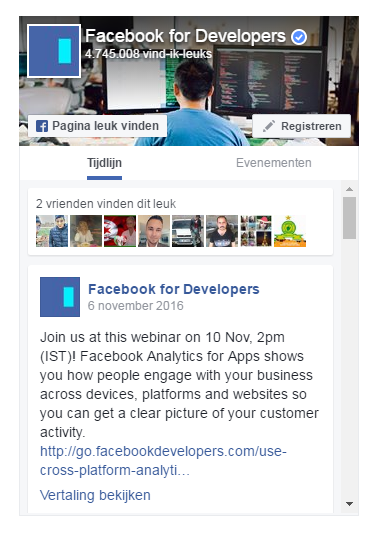 Facebook for Developers
4.745.008 vind-ik-leuks
Pagina leuk vinden
Registreren
Tijdlijn
Evenementen
2 vrienden vinden dit leuk
Facebook for Developers
6 november 2016
Join us at this webinar on 10 Nov, 2pm
(IST)! Facebook Analytics for Apps shows
you how people engage with your business
across devices, platforms and websites so
you can get a clear picture of your customer
activity.
http://go.facebookdevelopers.com/use-
cross-platform-analyti…
Vertaling bekijken